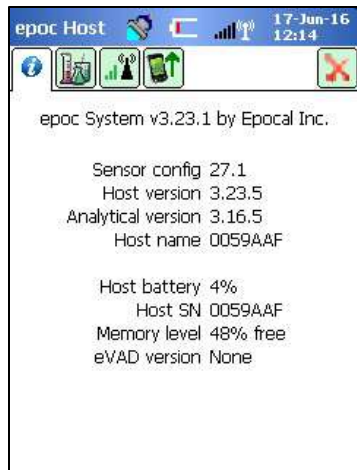 epoc Host 17-Jun-16
12:14
epoc System v3.23.1 by Epocal Inc.
Sensor config 27.1
Host version 3.23.5
Analytical version 3.16.5
Host name 0059AAF
Host battery 4%
Host SN 0059AAF
Memory level 48% free
eVAD version None